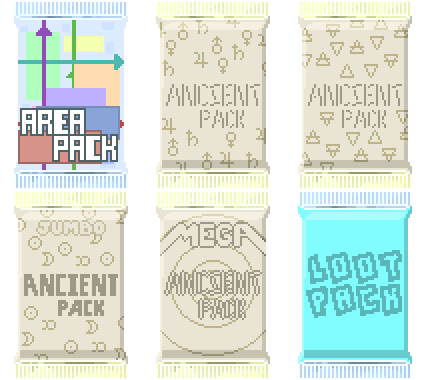 AREA
PACK
ANCIENT
PACK
ANCIENT
PACK
JUMBO
ANCIENT
PACK
MEGA
ANCIENT
PACK
LOOT
PACK